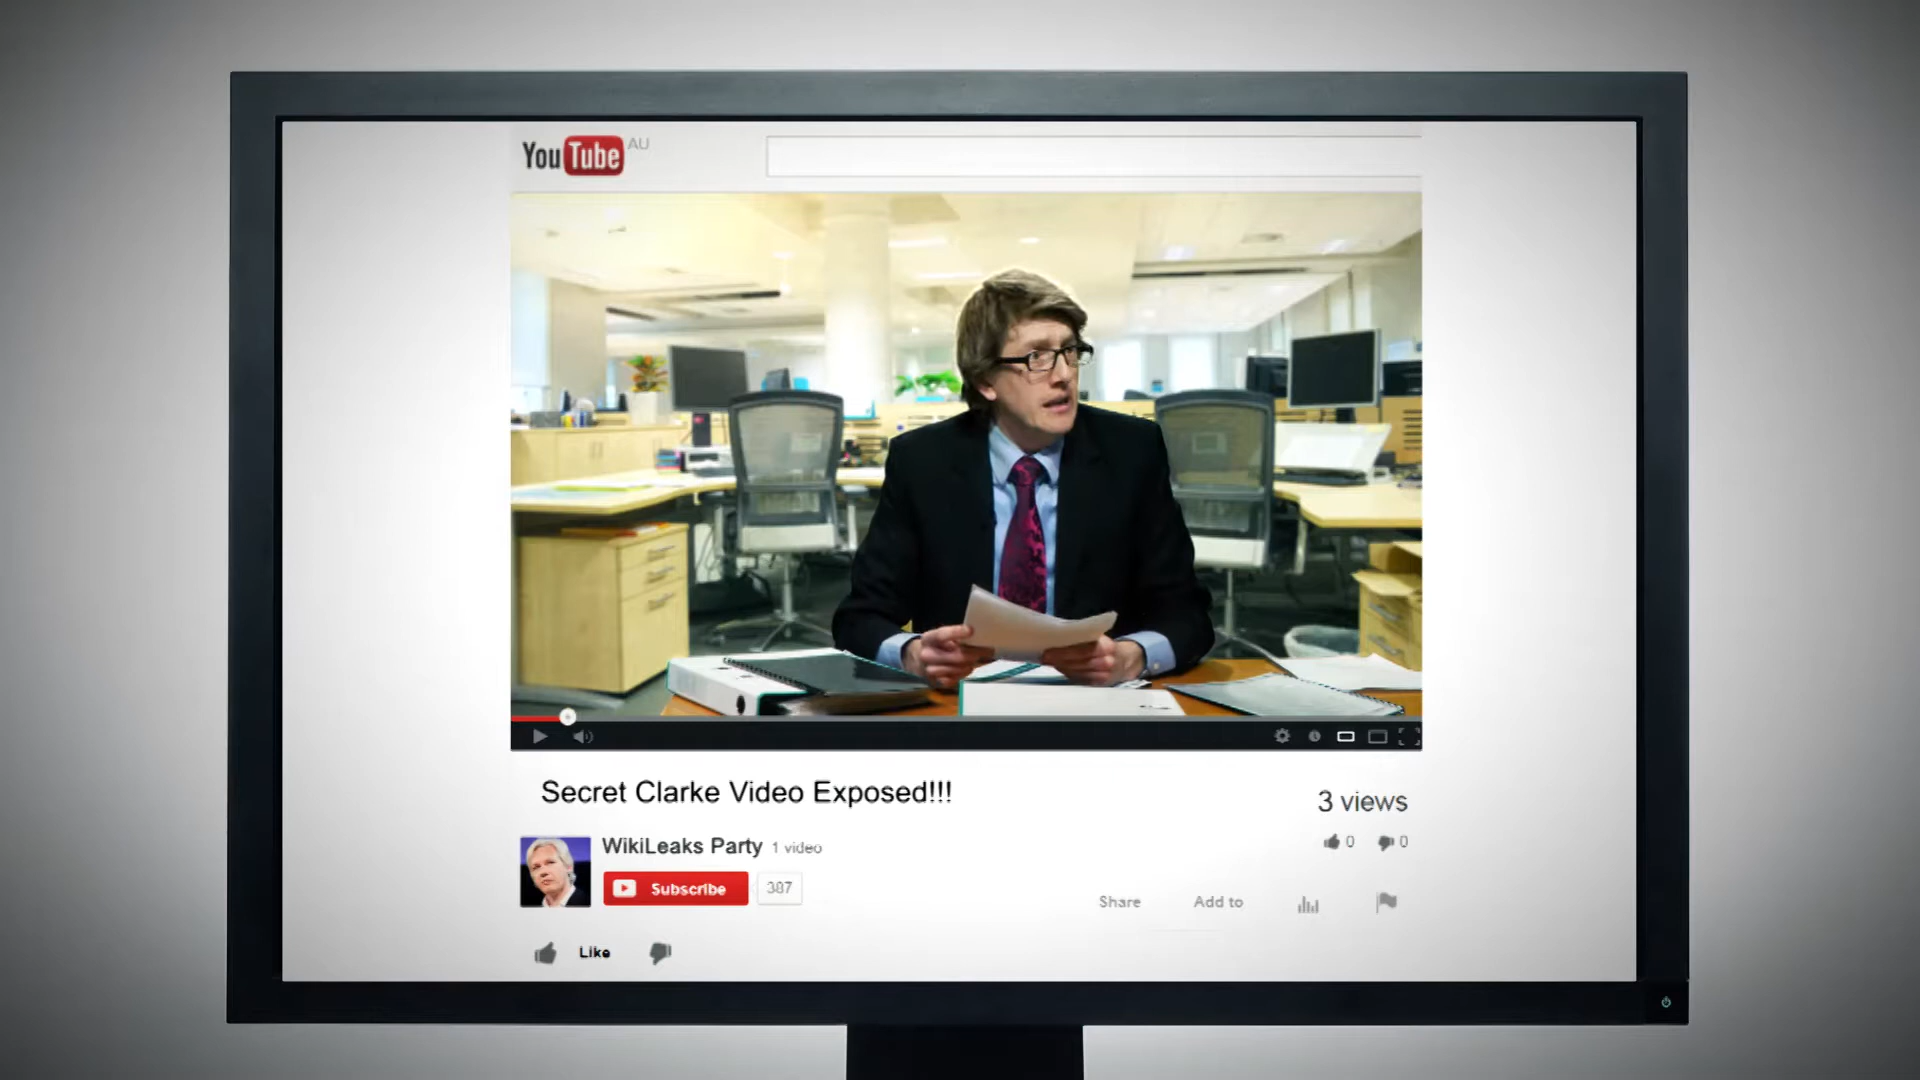 YouTube AU
Secret Clarke Video Exposed!!!
3 views
WikiLeaks Party 1 video
0 0
Subscribe 387
Share Add to
Like